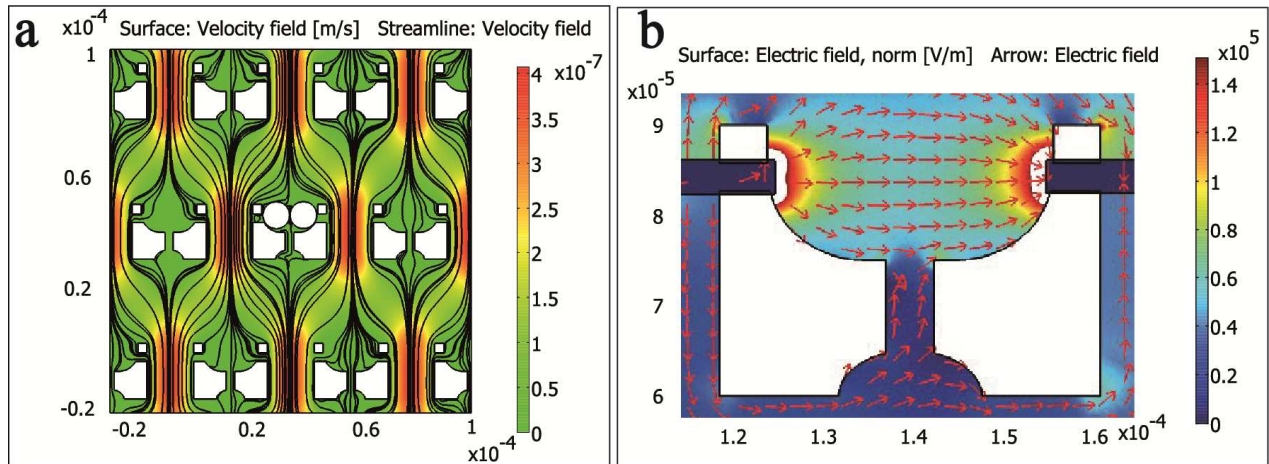 a
x10⁻⁴ Surface: Velocity field [m/s] Streamline: Velocity field
1
0.6
0.2
-0.2
-0.2 0.2 0.6 1
x10⁻⁴
x10⁻⁷
4
3.5
3
2.5
2
1.5
1
0.5
0
b
Surface: Electric field, norm [V/m] Arrow: Electric field
x10⁻⁵
9
8
7
6
1.2 1.3 1.4 1.5 1.6 x10⁻⁴
x10⁵
1.4
1.2
1
0.8
0.6
0.4
0.2
0